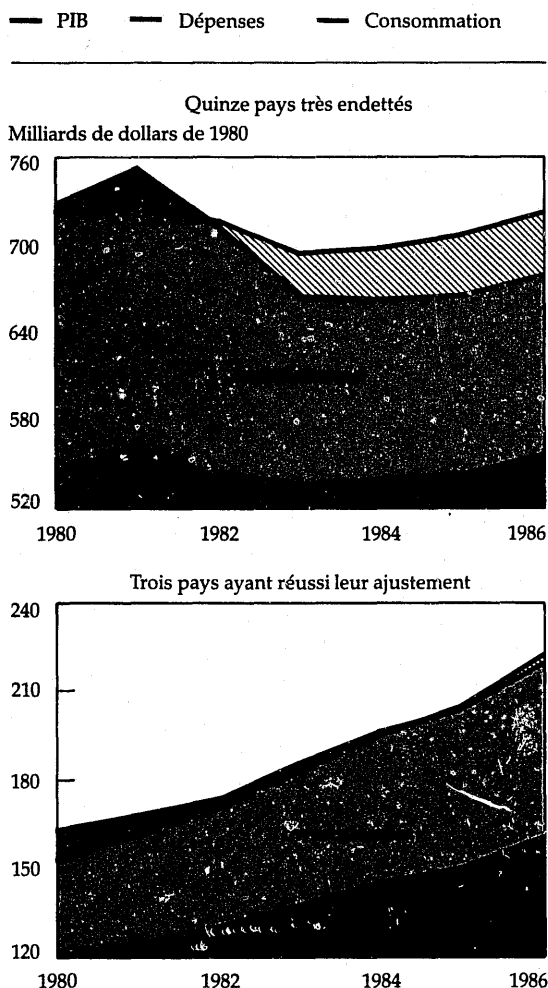 PIB Dépenses Consommation
Quinze pays très endettés
Milliards de dollars de 1980
760
700
640
580
520
1980 1982 1984 1986
Trois pays ayant réussi leur ajustement
240
210
180
150
120
1980 1982 1984 1986